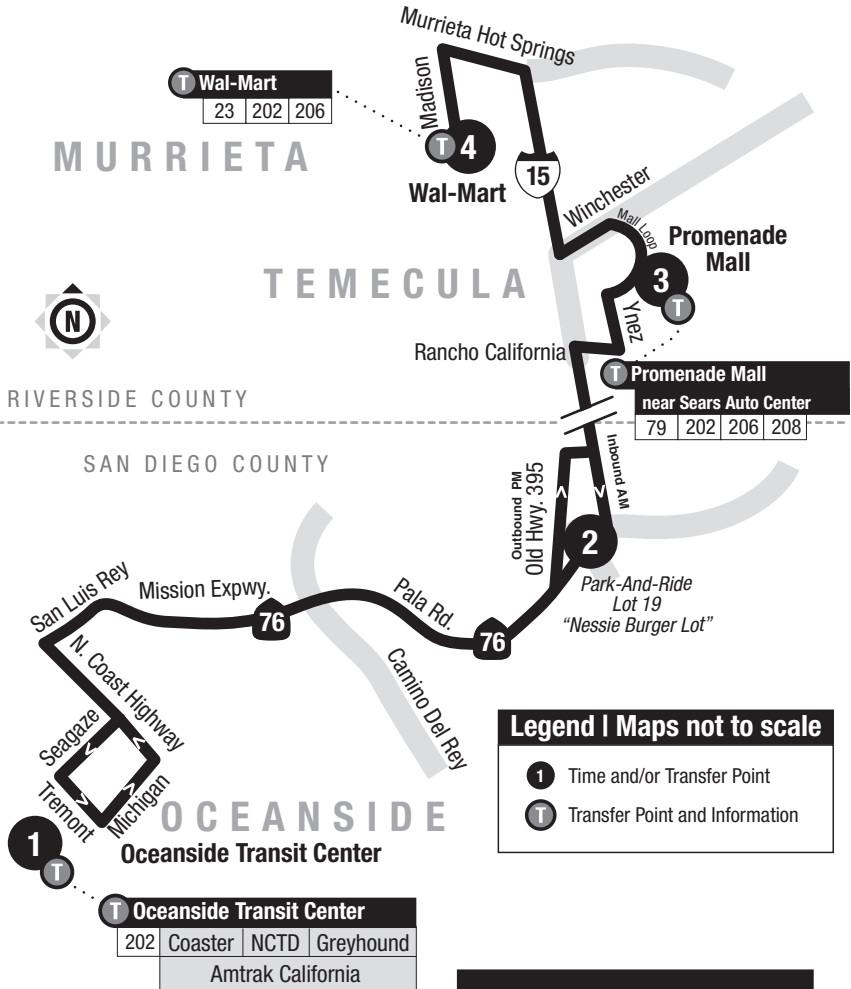 Murrieta Hot Springs
T Wal-Mart
23 202 206
Madison
MURRIETA
T 4
Wal-Mart
15
Winchester
Mall Loop
Promenade
Mall
3
T
TEMECULA
N
Ynez
Rancho California
T Promenade Mall
near Sears Auto Center
79 202 206 208
RIVERSIDE COUNTY
SAN DIEGO COUNTY
Inbound AM
Outbound PM
Old Hwy. 395
2
Park-And-Ride
Lot 19
"Nessie Burger Lot"
San Luis Rey
Mission Expwy.
76
Pala Rd.
76
N. Coast Highway
Camino Del Rey
Seagaze
Tremont
Michigan
OCEANSIDE
1
T
Oceanside Transit Center
T Oceanside Transit Center
202 Coaster NCTD Greyhound
Amtrak California
Legend | Maps not to scale
1 Time and/or Transfer Point
T Transfer Point and Information